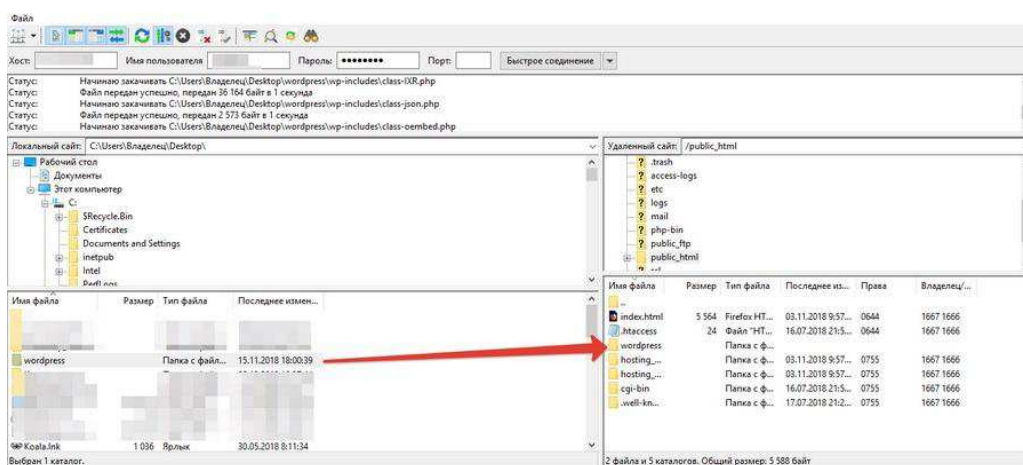 Файл
Хост: Имя пользователя Пароль: ●●●●●●●● Порт: Быстрое соединение
Статус: Начинаю закачивать C:\Users\Владелец\Desktop\wordpress\wp-includes\class-IXR.php
Статус: Файл передан успешно, передан 36 164 байт в 1 секунда
Статус: Начинаю закачивать C:\Users\Владелец\Desktop\wordpress\wp-includes\class-json.php
Статус: Файл передан успешно, передан 2 573 байт в 1 секунда
Статус: Начинаю закачивать C:\Users\Владелец\Desktop\wordpress\wp-includes\class-oembed.php
Локальный сайт: C:\Users\Владелец\Desktop\
Рабочий стол
Документы
Этот компьютер
C:
$Recycle.Bin
Certificates
Documents and Settings
inetpub
Intel
PerfLogs
Имя файла Размер Тип файла Последнее измен...
wordpress Папка с файл... 15.11.2018 18:00:39
Koala.lnk 1 036 Ярлык 30.05.2018 8:11:34
Выбран 1 каталог.
Удаленный сайт: /public_html
.trash
access-logs
etc
logs
mail
php-bin
public_ftp
public_html
ssl
Имя файла Размер Тип файла Последнее из... Права Владелец/...
..
index.html 5 564 Firefox HT... 03.11.2018 9:57... 0644 1667 1666
.htaccess 24 Файл "HT... 16.07.2018 21:5... 0644 1667 1666
wordpress Папка с ф...
hosting_... Папка с ф... 03.11.2018 9:57... 0755 1667 1666
hosting_... Папка с ф... 03.11.2018 9:57... 0755 1667 1666
cgi-bin Папка с ф... 16.07.2018 21:5... 0755 1667 1666
.well-kn... Папка с ф... 17.07.2018 21:2... 0755 1667 1666
2 файла и 5 каталогов. Общий размер: 5 588 байт